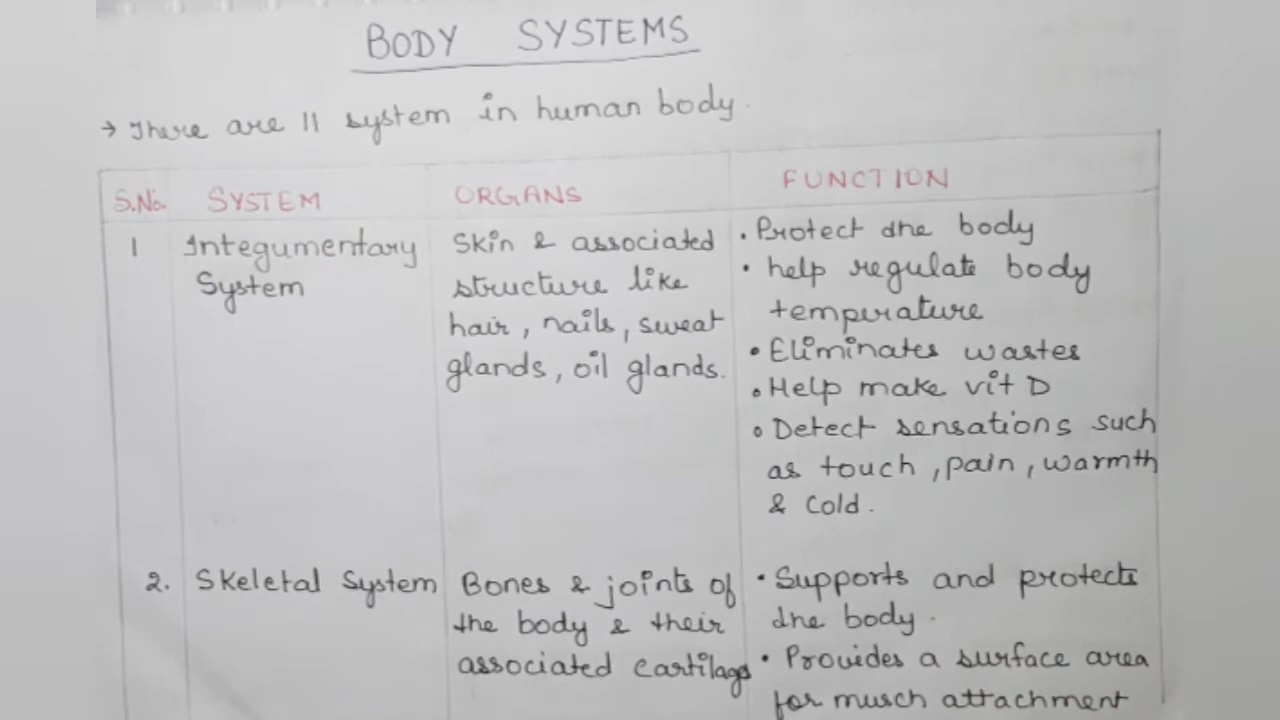 BODY SYSTEMS
→ There are 11 system in human body.
S.No. SYSTEM ORGANS FUNCTION
1 Integumentary System
Skin & associated
structure like
hair, nails, sweat
glands, oil glands.
• Protect the body
• help regulate body
temperature
• Eliminates wastes
• Help make vit D
• Detect sensations such
as touch, pain, warmth
& cold.
2. Skeletal System
Bones & joints of
the body & their
associated cartilage
• Supports and protects
the body.
• Provides a surface area
for musch attachment